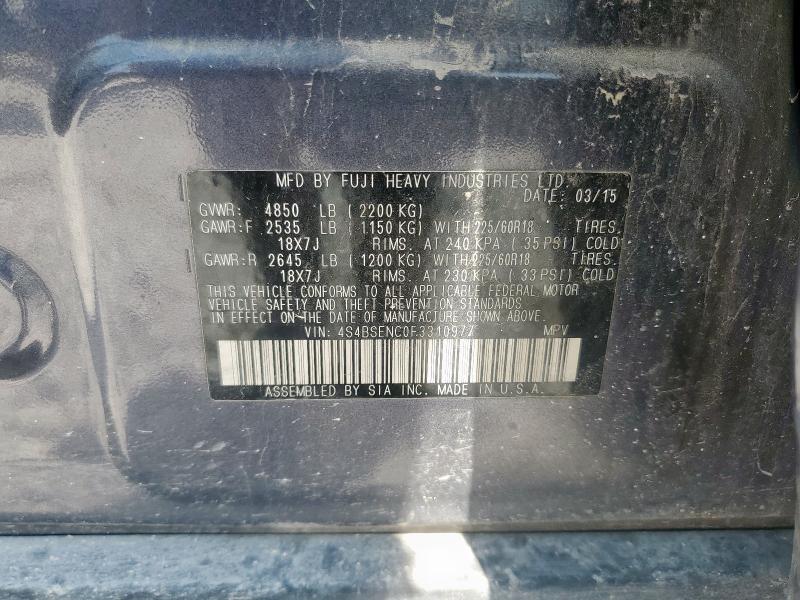 MFD BY FUJI HEAVY INDUSTRIES LTD.
DATE: 03/15
GVWR: 4850 LB (2200 KG)
GAWR:F 2535 LB (1150 KG) WITH 225/60R18 TIRES.
18X7J RIMS. AT 240 KPA (35 PSI) COLD
GAWR:R 2645 LB (1200 KG) WITH 225/60R18 TIRES.
18X7J RIMS. AT 230 KPA (33 PSI) COLD
THIS VEHICLE CONFORMS TO ALL APPLICABLE FEDERAL MOTOR
VEHICLE SAFETY AND THEFT PREVENTION STANDARDS
IN EFFECT ON THE DATE OF MANUFACTURE SHOWN ABOVE.
VIN: 4S4BSENC0F3310977 MPV
ASSEMBLED BY SIA INC. MADE IN U.S.A.